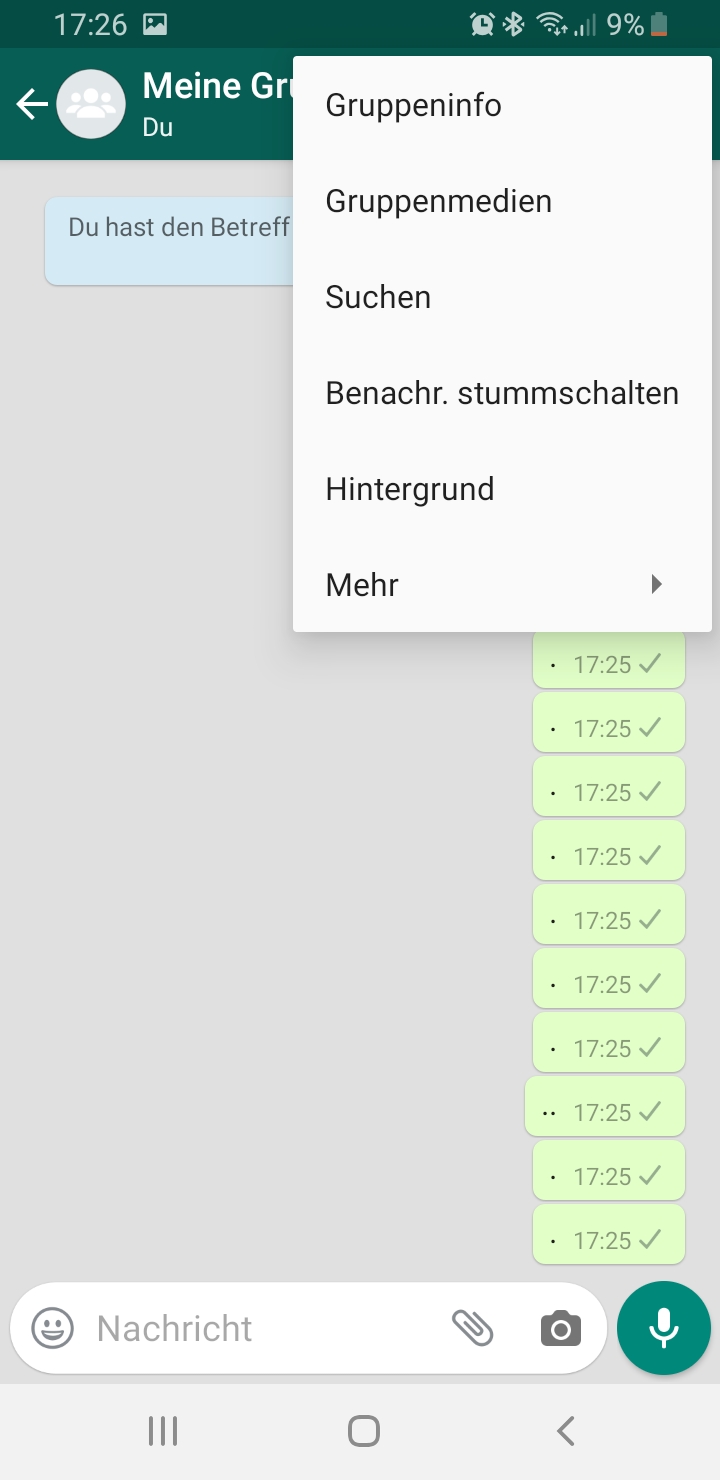 17:26 9%
Meine Gru
Du
Du hast den Betreff
Gruppeninfo
Gruppenmedien
Suchen
Benachr. stummschalten
Hintergrund
Mehr
. 17:25
. 17:25
. 17:25
. 17:25
. 17:25
. 17:25
. 17:25
.. 17:25
. 17:25
. 17:25
Nachricht